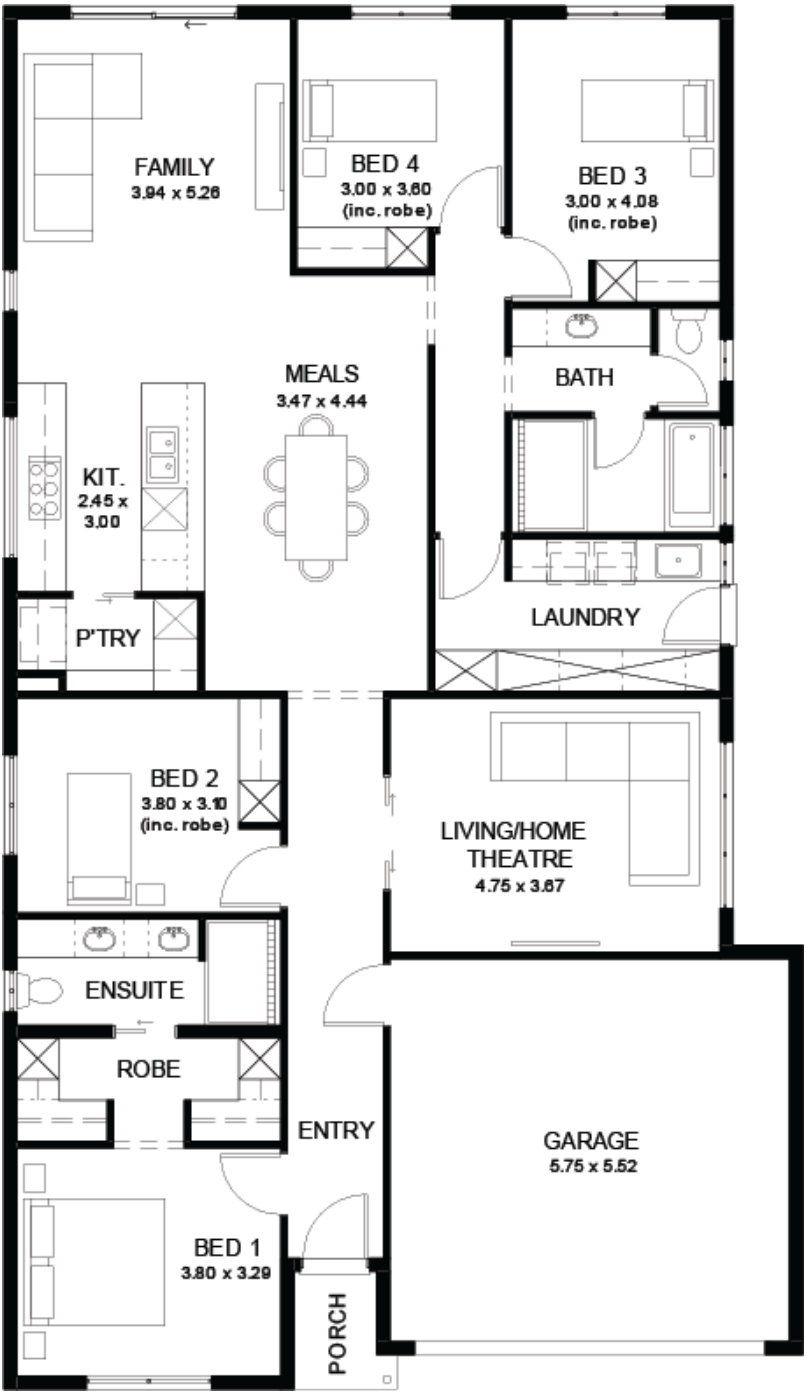 FAMILY
3.94 x 5.26
BED 4
3.00 x 3.60
(inc. robe)
BED 3
3.00 x 4.08
(inc. robe)
MEALS
3.47 x 4.44
BATH
KIT.
2.45 x
3.00
P'TRY
LAUNDRY
BED 2
3.80 x 3.10
(inc. robe)
LIVING/HOME
THEATRE
4.75 x 3.67
ENSUITE
ROBE
ENTRY
GARAGE
5.75 x 5.52
BED 1
3.80 x 3.29
PORCH